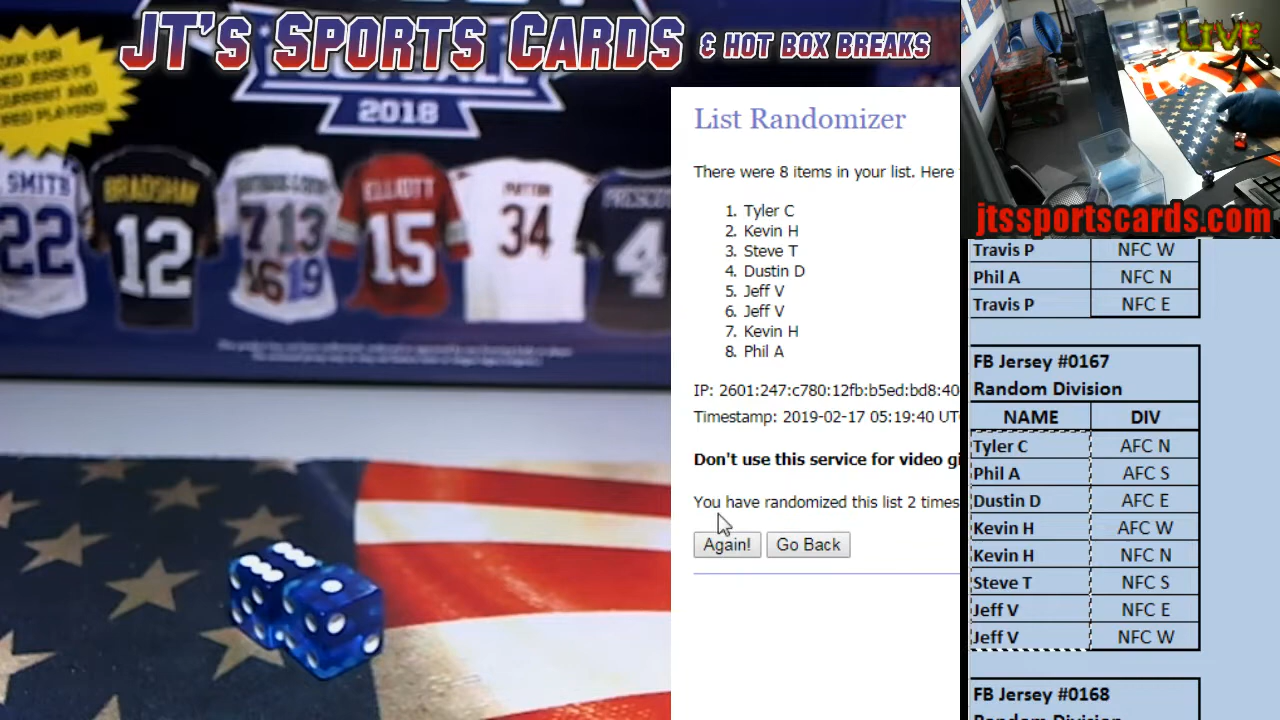 JT's SPORTS CARDS & HOT BOX BREAKS
FOOTBALL
2018
SMITH
22
BRADSHAW
12
ELLIOTT
15
34
PRESCOTT
4
LIVE
jtssportscards.com
List Randomizer
There were 8 items in your list. Here
1. Tyler C
2. Kevin H
3. Steve T
4. Dustin D
5. Jeff V
6. Jeff V
7. Kevin H
8. Phil A
IP: 2601:247:c780:12fb:b5ed:bd8:40
Timestamp: 2019-02-17 05:19:40 UT
Don't use this service for video gi
You have randomized this list 2 times
Again! Go Back
Travis P NFC W
Phil A NFC N
Travis P NFC E
FB Jersey #0167
Random Division
NAME DIV
Tyler C AFC N
Phil A AFC S
Dustin D AFC E
Kevin H AFC W
Kevin H NFC N
Steve T NFC S
Jeff V NFC E
Jeff V NFC W
FB Jersey #0168
Random Division